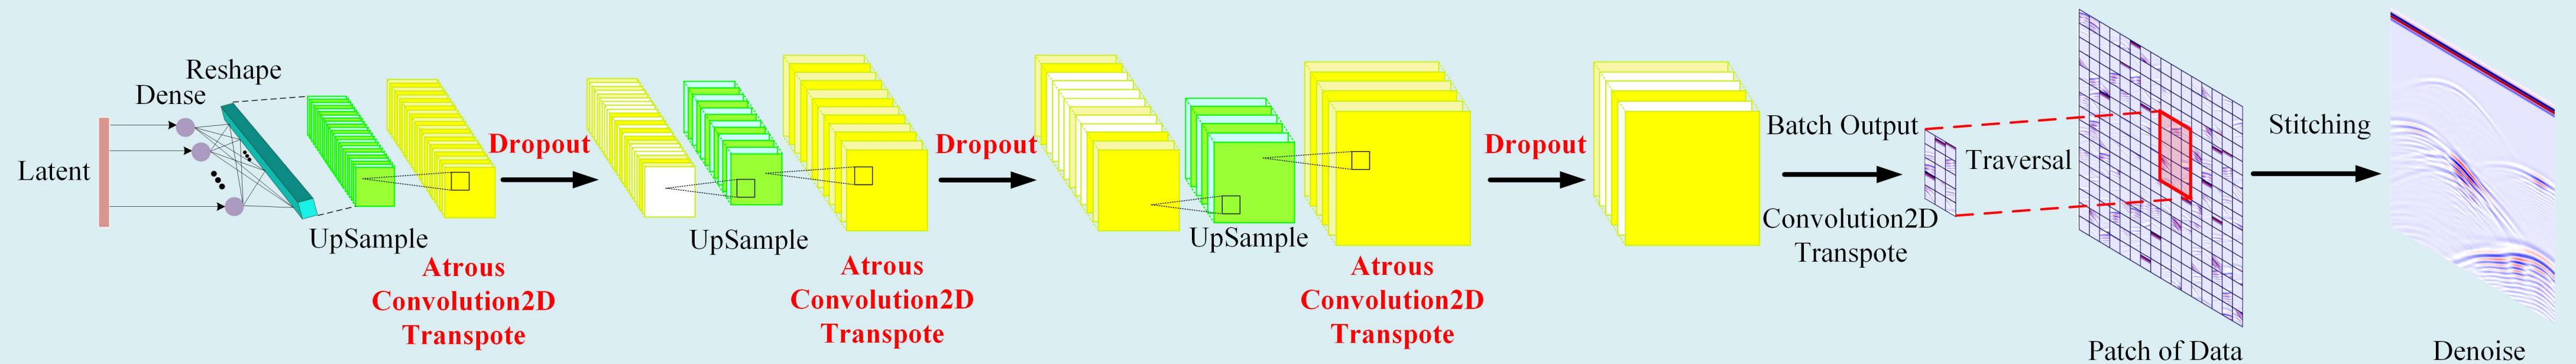 Latent
Dense
Reshape
UpSample
Atrous
Convolution2D
Transpote
Dropout
UpSample
Atrous
Convolution2D
Transpote
Dropout
UpSample
Atrous
Convolution2D
Transpote
Dropout
Batch Output
Convolution2D
Transpote
Traversal
Patch of Data
Stitching
Denoise